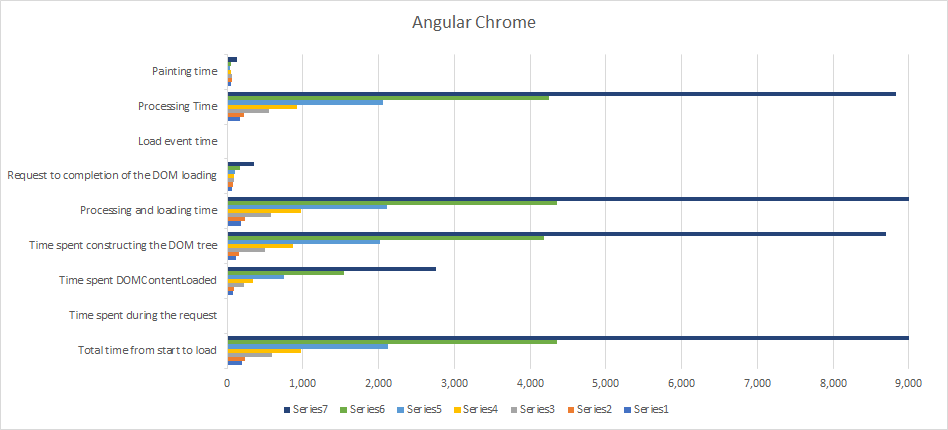 Angular Chrome
Painting time
Processing Time
Load event time
Request to completion of the DOM loading
Processing and loading time
Time spent constructing the DOM tree
Time spent DOMContentLoaded
Time spent during the request
Total time from start to load
0 1,000 2,000 3,000 4,000 5,000 6,000 7,000 8,000 9,000
Series7 Series6 Series5 Series4 Series3 Series2 Series1